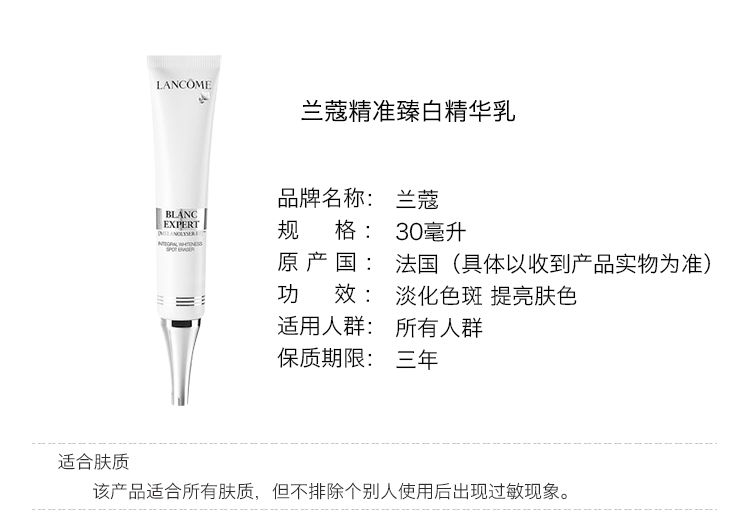 LANCÔME
BLANC
EXPERT
INTEGRAL WHITENESS
SPOT ERASER
兰蔻精准臻白精华乳
品牌名称： 兰蔻
规 格： 30毫升
原 产 国： 法国（具体以收到产品实物为准）
功 效： 淡化色斑 提亮肤色
适用人群： 所有人群
保质期限： 三年
适合肤质
该产品适合所有肤质，但不排除个别人使用后出现过敏现象。